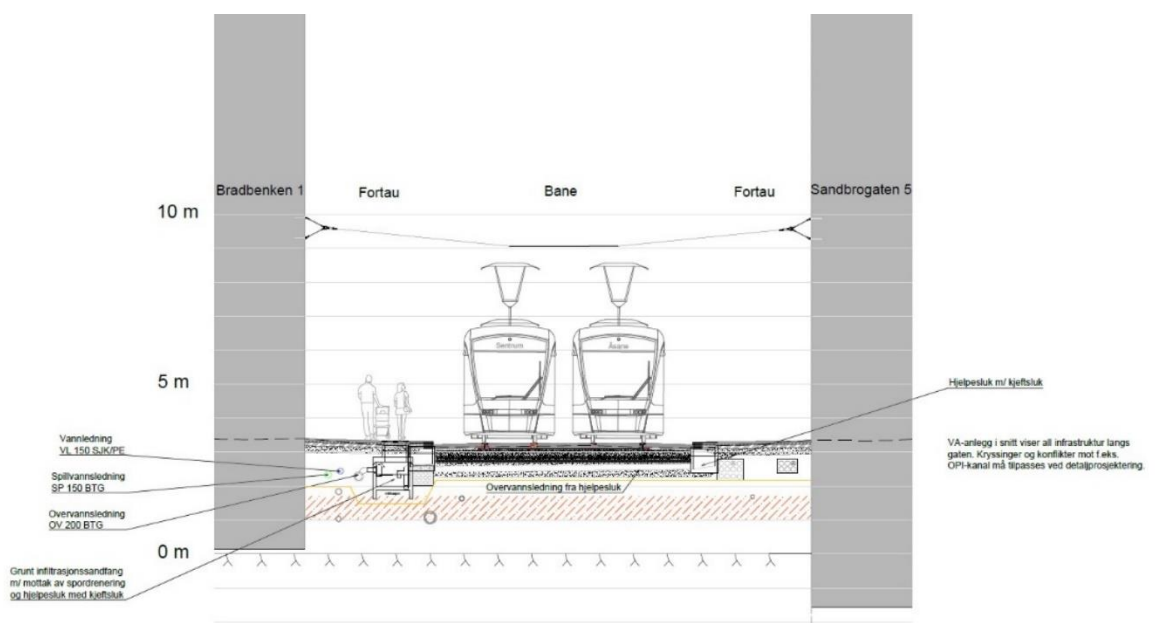 Bradbenken 1
Fortau
Bane
Fortau
Sandbrogaten 5
10 m
Sentrum
Åsane
5 m
Hjelpesluk m/ kjeftsluk
Vannledning
VL 150 SJK/PE
VA-anlegg i snitt viser all infrastruktur langs
gaten. Kryssinger og konflikter mot f.eks.
OPI-kanal må tilpasses ved detaljprosjektering.
Spillvannsledning
SP 150 BTG
Overvannsledning fra hjelpesluk
Overvannsledning
OV 200 BTG
0 m
Grunt infiltrasjonssandfang
m/ mottak av spordrenering
og hjelpesluk med kjeftsluk